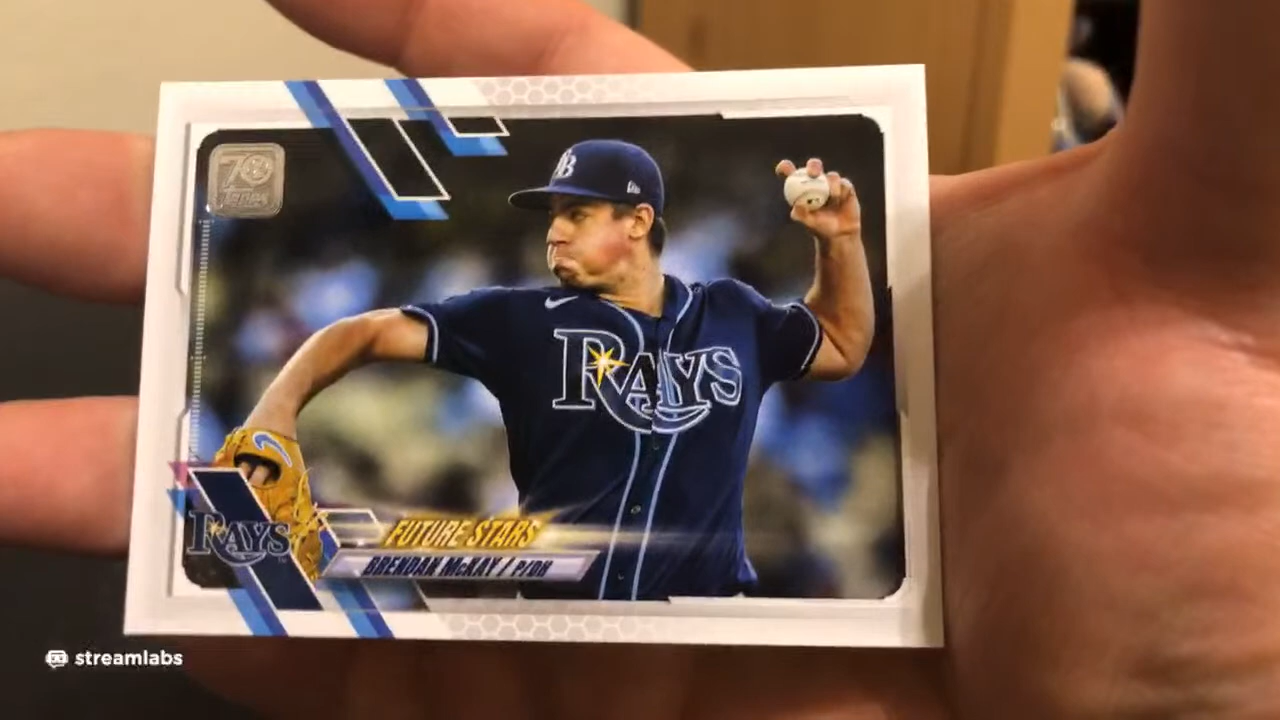 70
TOPPS
TB
RAYS
RAYS
FUTURE STARS
BRENDAN McKAY / P/DH
streamlabs